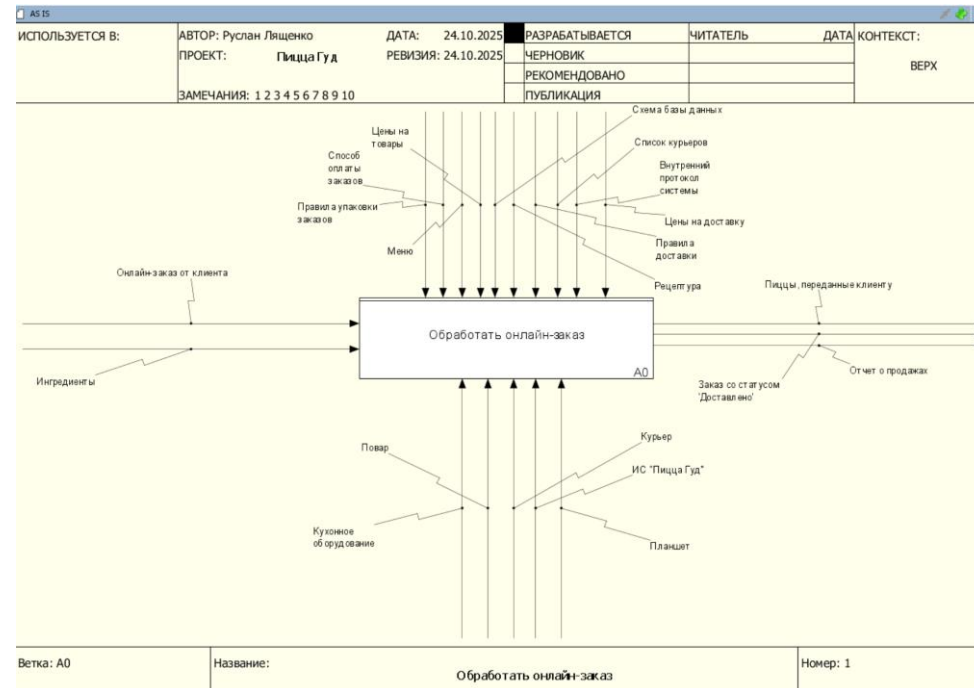 AS IS
ИСПОЛЬЗУЕТСЯ В:
АВТОР: Руслан Лященко
ДАТА: 24.10.2025
РАЗРАБАТЫВАЕТСЯ
ЧИТАТЕЛЬ
ДАТА
КОНТЕКСТ:
ПРОЕКТ: Пицца Гуд
РЕВИЗИЯ: 24.10.2025
ЧЕРНОВИК
ВЕРХ
РЕКОМЕНДОВАНО
ЗАМЕЧАНИЯ: 1 2 3 4 5 6 7 8 9 10
ПУБЛИКАЦИЯ
Схема базы данных
Цены на
товары
Список курьеров
Способ
оплаты
заказов
Внутренний
протокол
системы
Правила упаковки
заказов
Цены на доставку
Меню
Правила
доставки
Рецептура
Онлайн-заказ от клиента
Пиццы, переданные клиенту
Обработать онлайн-заказ
A0
Ингредиенты
Отчет о продажах
Заказ со статусом
'Доставлено'
Курьер
Повар
ИС "Пицца Гуд"
Кухонное
оборудование
Планшет
Ветка: A0
Название:
Обработать онлайн-заказ
Номер: 1